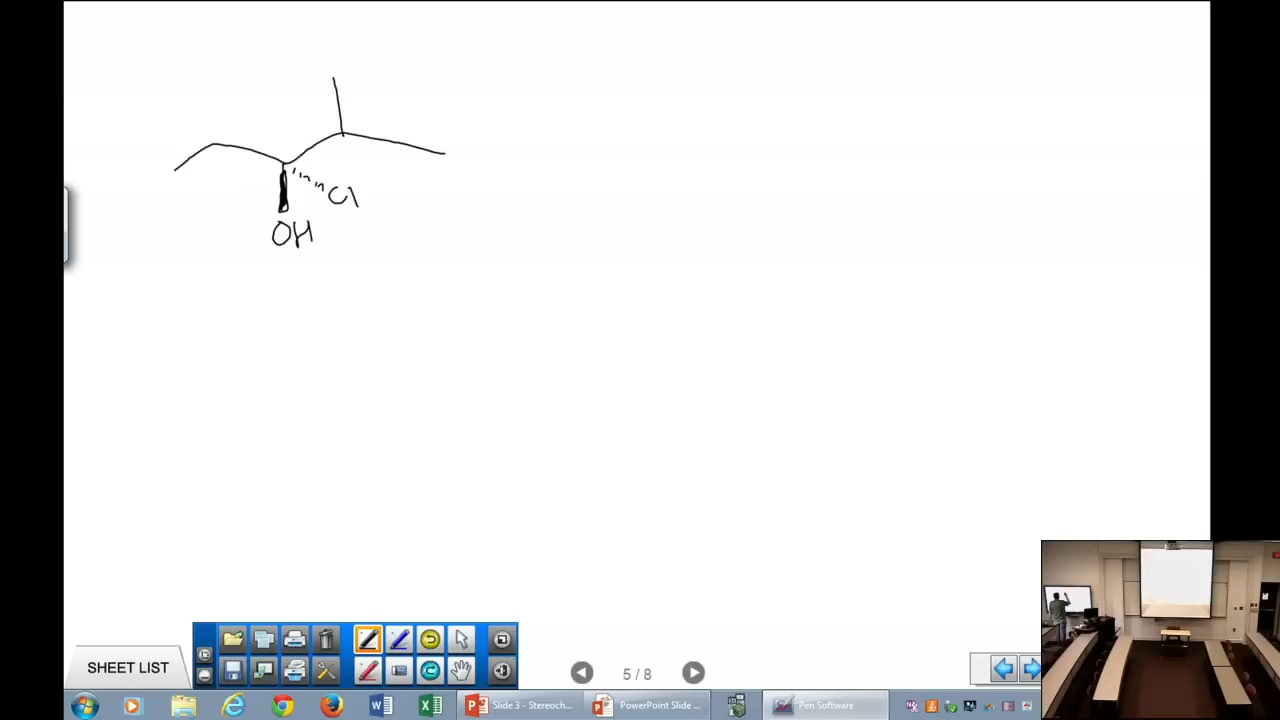 Cl
OH
SHEET LIST
5 / 8
Slide 3 - Stereoch...
PowerPoint Slide ...
Pen Software